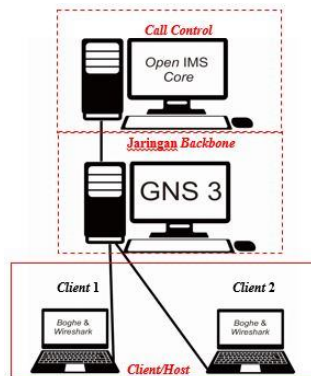 Call Control
Open IMS
Core
Jaringan Backbone
GNS 3
Client 1
Client 2
Boghe &
Wireshark
Boghe &
Wireshark
Client/Host